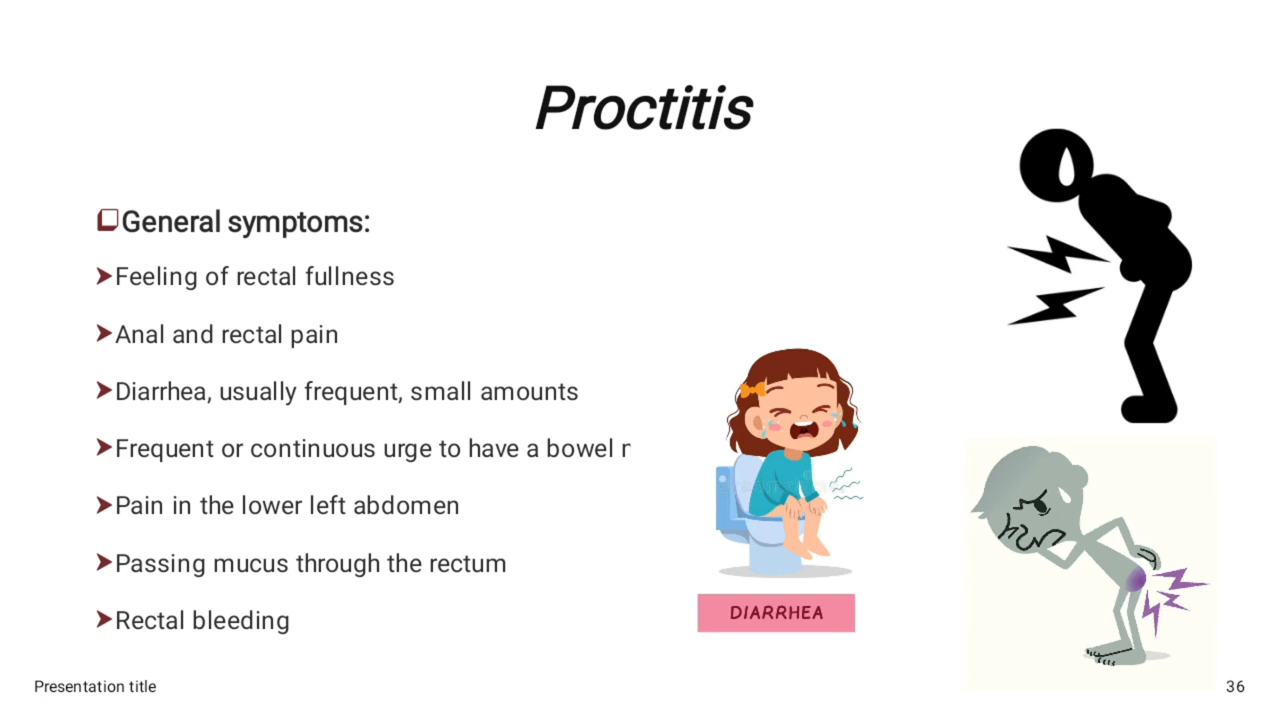 Proctitis
General symptoms:
Feeling of rectal fullness
Anal and rectal pain
Diarrhea, usually frequent, small amounts
Frequent or continuous urge to have a bowel
Pain in the lower left abdomen
Passing mucus through the rectum
Rectal bleeding
DIARRHEA
Presentation title
36